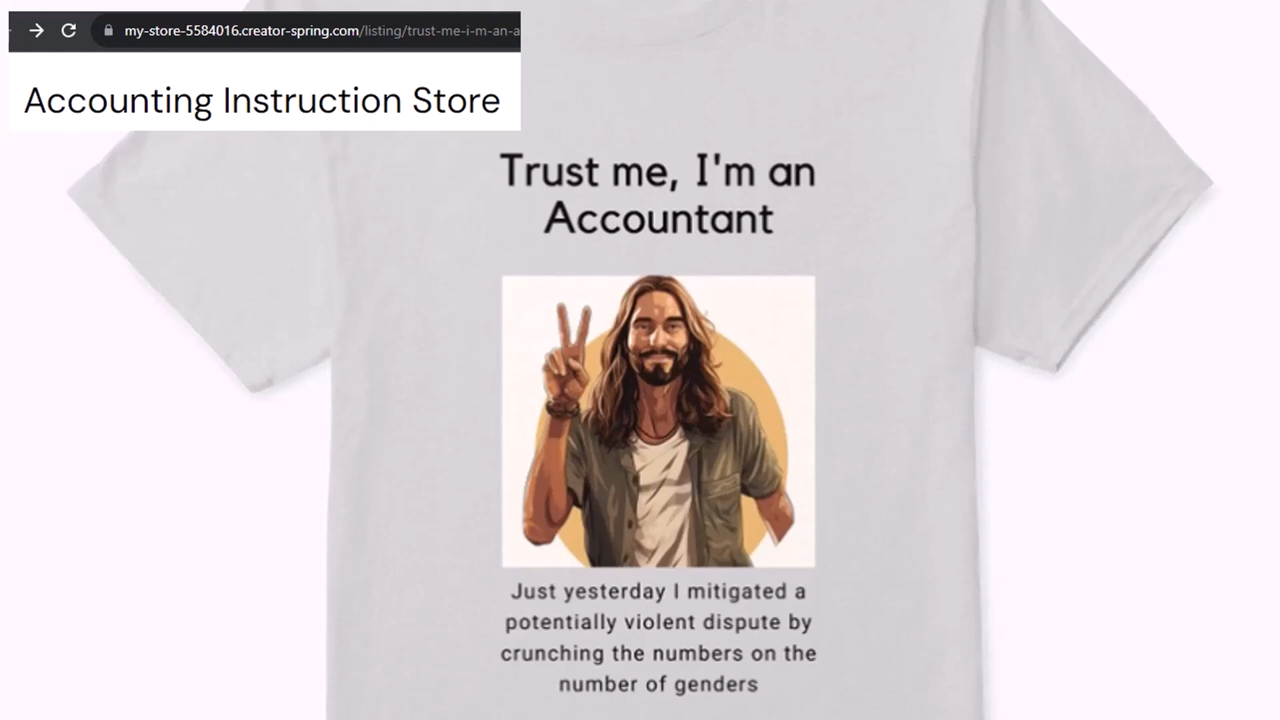 my-store-5584016.creator-spring.com/listing/trust-me-i-m-an-a
Accounting Instruction Store
Trust me, I'm an
Accountant
Just yesterday I mitigated a
potentially violent dispute by
crunching the numbers on the
number of genders